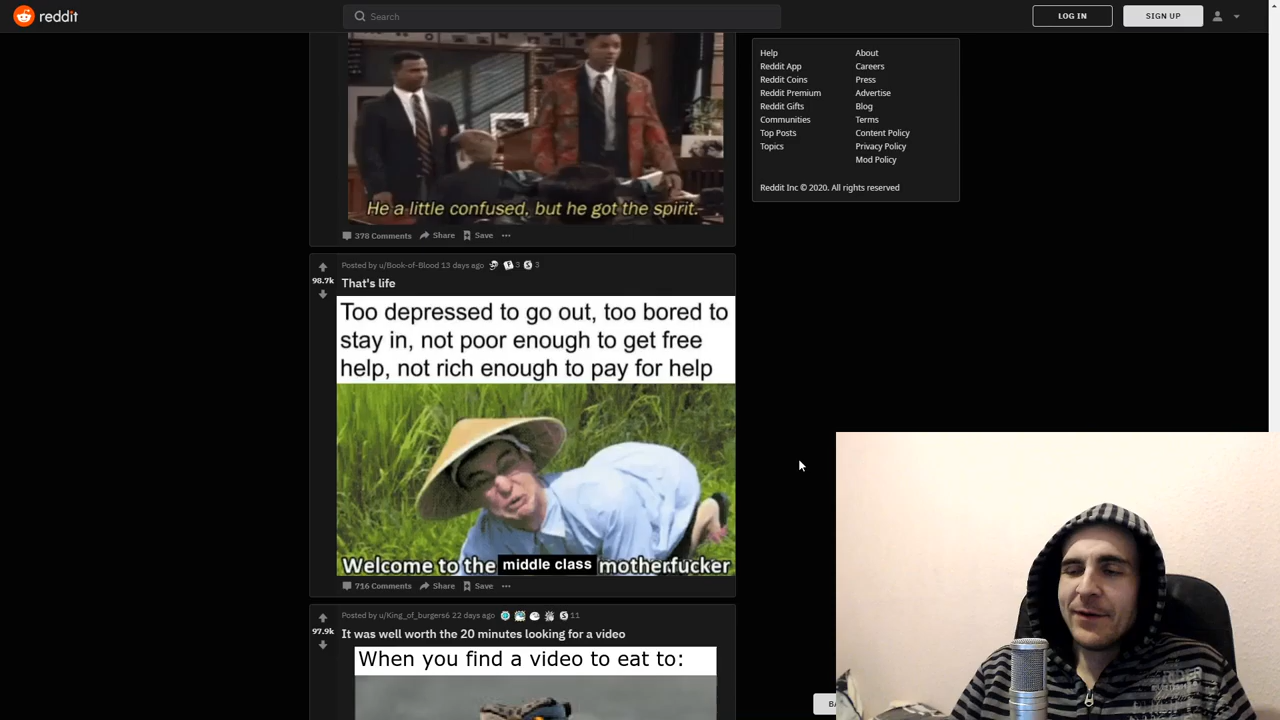 reddit
Search
LOG IN
SIGN UP
He a little confused, but he got the spirit.
378 Comments
Share
Save
Posted by u/Book-of-Blood 13 days ago
3
3
98.7k
That's life
Too depressed to go out, too bored to
stay in, not poor enough to get free
help, not rich enough to pay for help
Welcome to the middle class motherfucker
716 Comments
Share
Save
Posted by u/King_of_burgers6 22 days ago
11
97.9k
It was well worth the 20 minutes looking for a video
When you find a video to eat to:
Help
About
Reddit App
Careers
Reddit Coins
Press
Reddit Premium
Advertise
Reddit Gifts
Blog
Communities
Terms
Top Posts
Content Policy
Topics
Privacy Policy
Mod Policy
Reddit Inc © 2020. All rights reserved